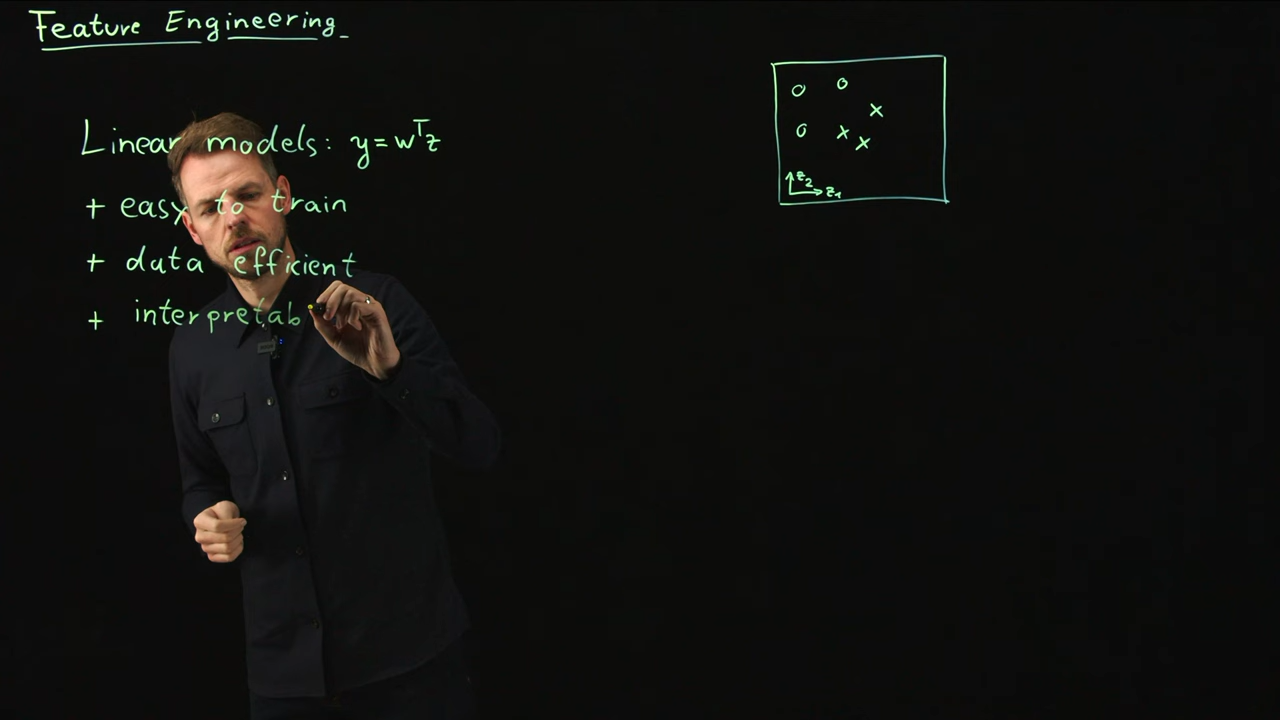 Feature Engineering
Linear models: y = wᵀz
+ easy to train
+ data efficient
+ interpretab
z₂
z₁